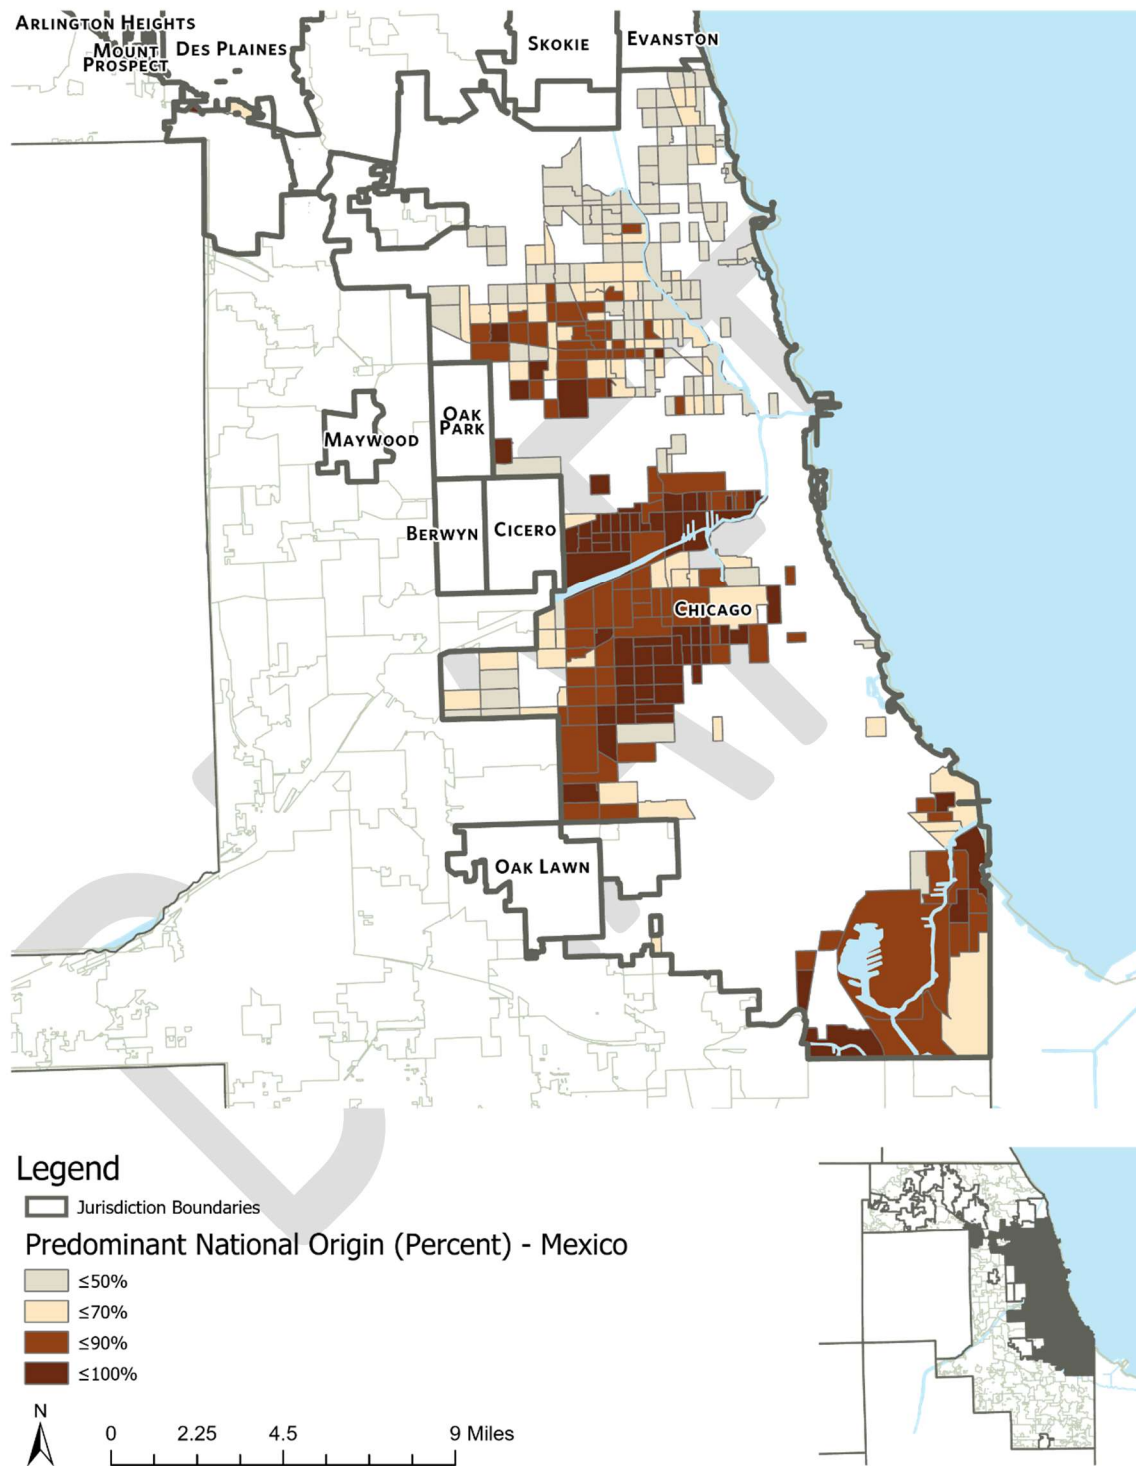 ARLINGTON HEIGHTS
MOUNT
PROSPECT
DES PLAINES
SKOKIE
EVANSTON
OAK
PARK
MAYWOOD
BERWYN
CICERO
CHICAGO
OAK LAWN
DRAFT
Legend
Jurisdiction Boundaries
Predominant National Origin (Percent) - Mexico
≤50%
≤70%
≤90%
≤100%
N
0 2.25 4.5 9 Miles